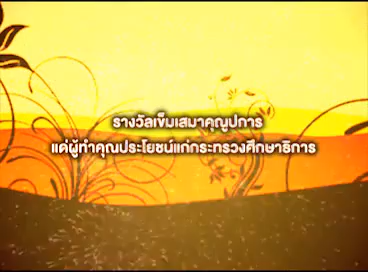 รางวัลเข็มเสมาคุณูปการ
แด่ผู้ทำคุณประโยชน์แก่กระทรวงศึกษาธิการ